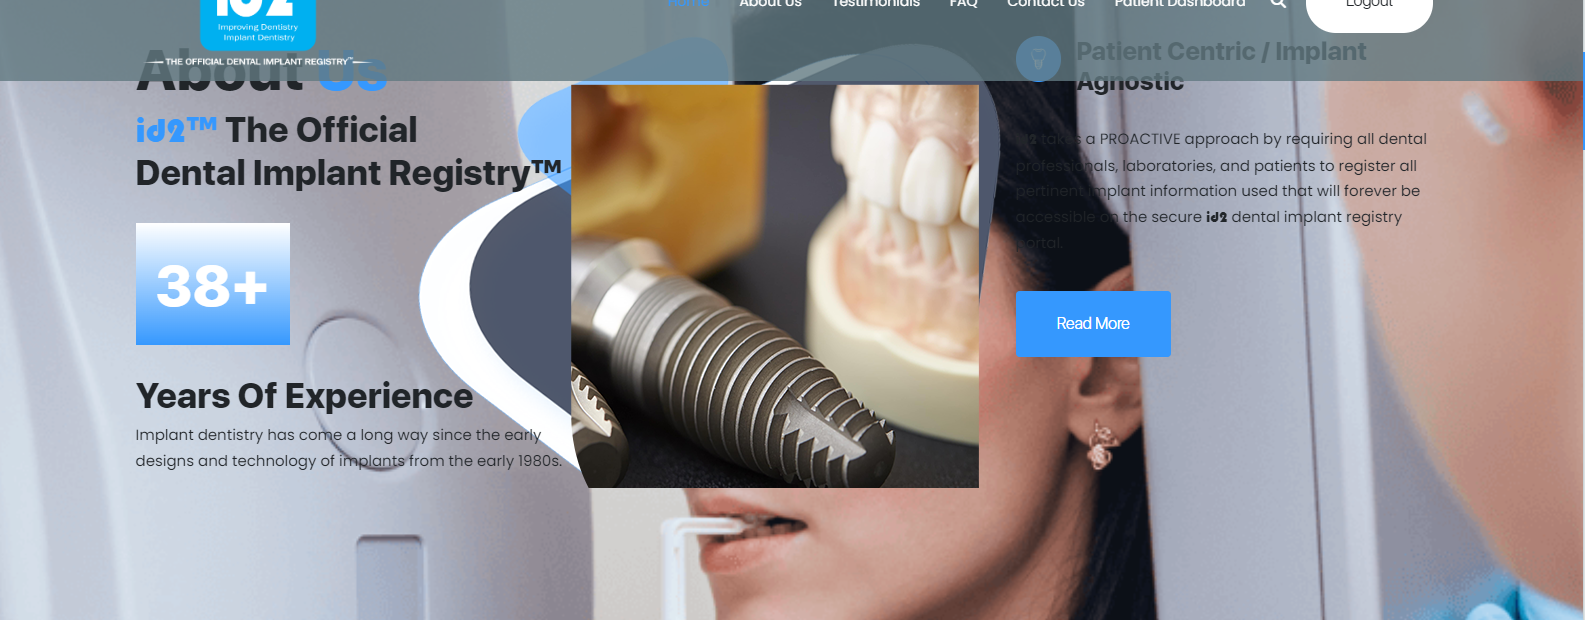 Home
About Us
Testimonials
FAQ
Contact Us
Patient Dashboard
Logout
id2
Improving Dentistry
Implant Dentistry
THE OFFICIAL DENTAL IMPLANT REGISTRY™
About Us
id2™ The Official
Dental Implant Registry™
38+
Years Of Experience
Implant dentistry has come a long way since the early
designs and technology of implants from the early 1980s.
Patient Centric / Implant
Agnostic
id2 takes a PROACTIVE approach by requiring all dental
professionals, laboratories, and patients to register all
pertinent implant information used that will forever be
accessible on the secure id2 dental implant registry
portal.
Read More